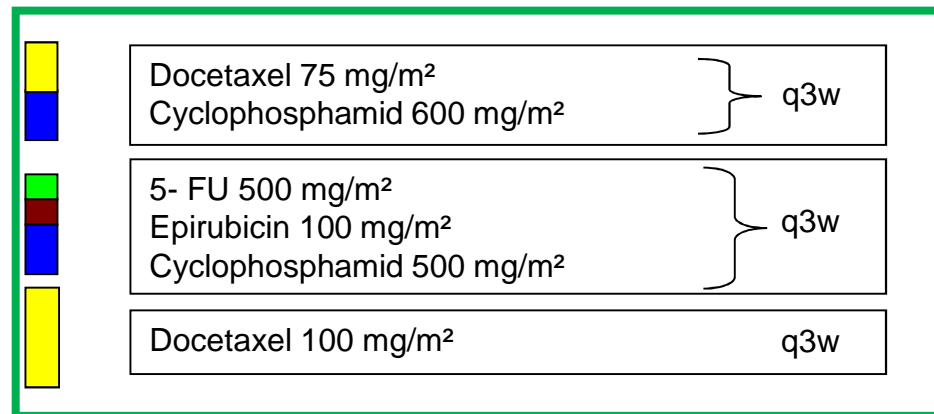 Docetaxel 75 mg/m²
Cyclophosphamid 600 mg/m²
q3w
5- FU 500 mg/m²
Epirubicin 100 mg/m²
Cyclophosphamid 500 mg/m²
q3w
Docetaxel 100 mg/m² q3w